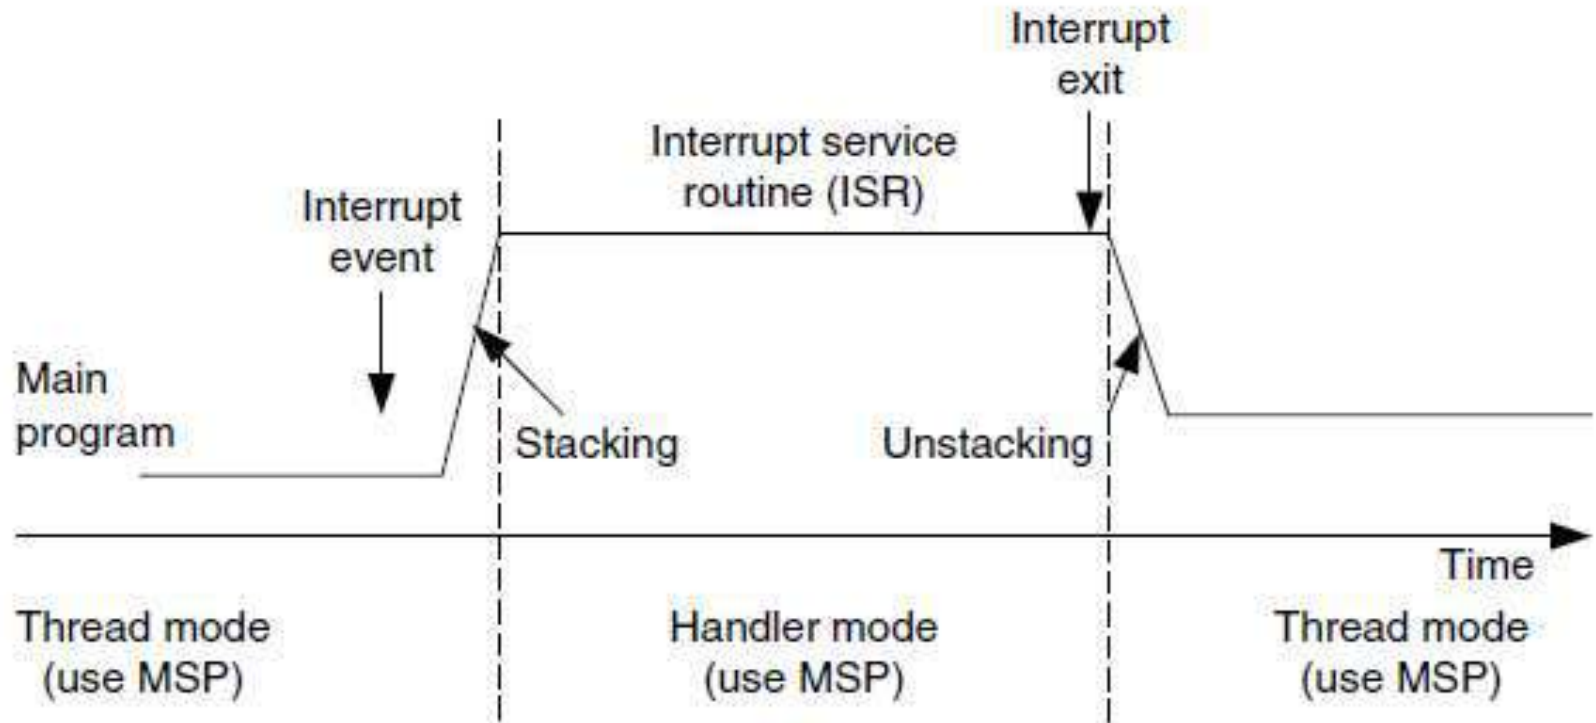 Interrupt
exit
Interrupt service
routine (ISR)
Interrupt
event
Main
program
Stacking
Unstacking
Time
Thread mode
(use MSP)
Handler mode
(use MSP)
Thread mode
(use MSP)